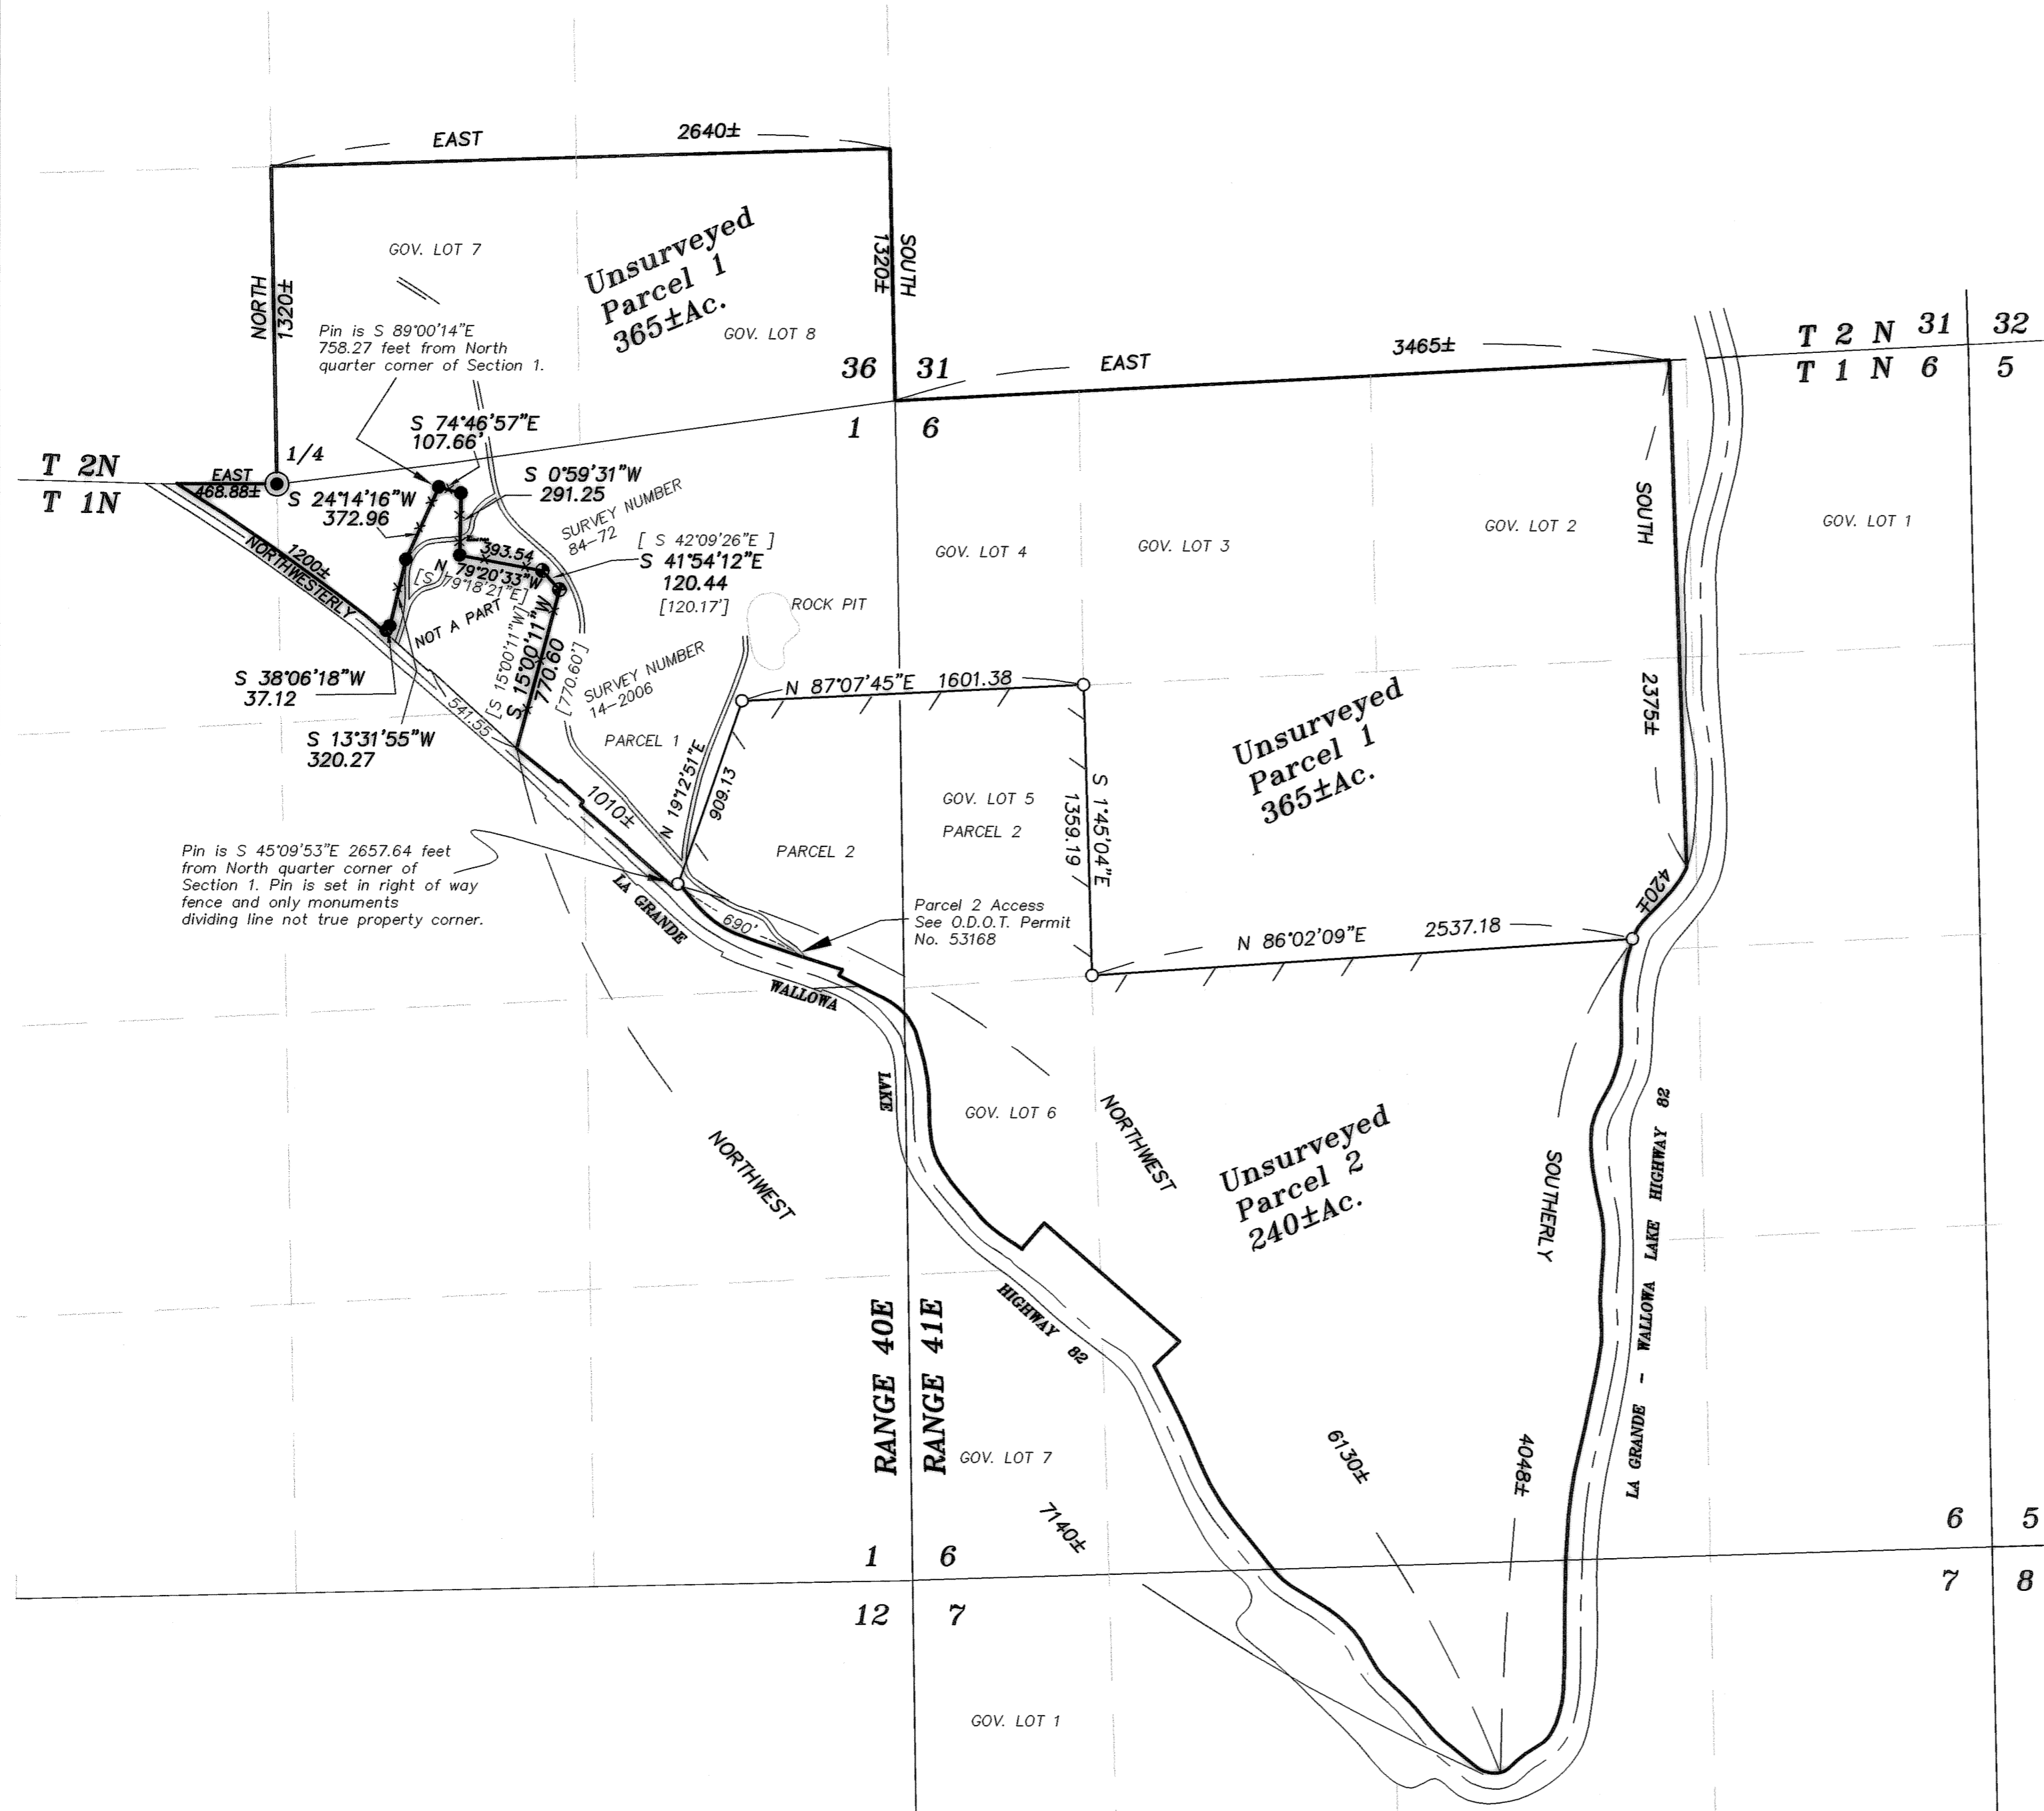 EAST 2640±
GOV. LOT 7
Unsurveyed
Parcel 1
365±Ac.
GOV. LOT 8
NORTH
1320±
SOUTH
1320±
Pin is S 89°00'14"E
758.27 feet from North
quarter corner of Section 1.
36 31
1 6
EAST 3465±
T 2 N 31 32
T 1 N 6 5
S 74°46'57"E
107.66'
1/4
T 2N
T 1N
EAST
468.88±
S 24°14'16"W
372.96
S 0°59'31"W
291.25
SURVEY NUMBER
84-72
[ S 42°09'26"E ]
S 41°54'12"E
120.44
[120.17']
393.54
N 79°20'33"W
[S 79°18'21"E]
NOT A PART
1200±
NORTHWESTERLY
ROCK PIT
GOV. LOT 4
GOV. LOT 3
GOV. LOT 2
GOV. LOT 1
SOUTH
2375±
S 38°06'18"W
37.12
S 13°31'55"W
320.27
541.55
[S 15°00'11"W]
S 15°00'11"W
770.60
[770.60']
SURVEY NUMBER
14-2006
PARCEL 1
N 87°07'45"E 1601.38
N 19°12'51"E
909.13
1010±
GOV. LOT 5
PARCEL 2
PARCEL 2
S 1°45'04"E
1359.19
Unsurveyed
Parcel 1
365±Ac.
420±
Pin is S 45°09'53"E 2657.64 feet
from North quarter corner of
Section 1. Pin is set in right of way
fence and only monuments
dividing line not true property corner.
LA GRANDE
690'
Parcel 2 Access
See O.D.O.T. Permit
No. 53168
N 86°02'09"E 2537.18
WALLOWA
LAKE
GOV. LOT 6
NORTHWEST
NORTHWEST
Unsurveyed
Parcel 2
240±Ac.
SOUTHERLY
LA GRANDE - WALLOWA LAKE HIGHWAY 82
HIGHWAY 82
RANGE 40E
RANGE 41E
GOV. LOT 7
7140±
6130±
4048±
1 6
12 7
6 5
7 8
GOV. LOT 1